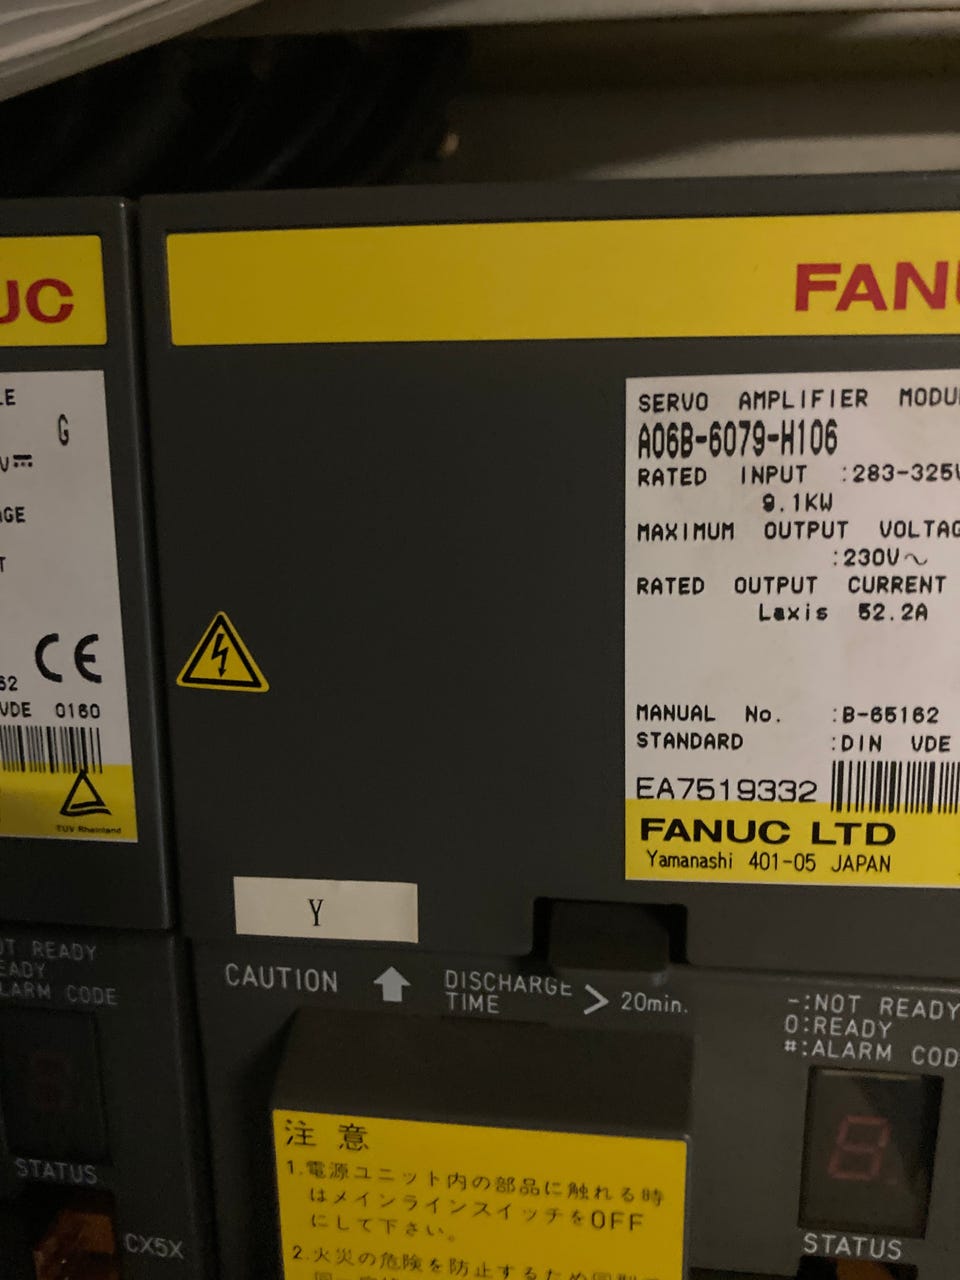 UC
FANU
LE
G
V⎓
AGE
T
CE
62
VDE 0160
TÜV Rheinland
SERVO AMPLIFIER MODU
A06B-6079-H106
RATED INPUT :283-325V
9.1KW
MAXIMUM OUTPUT VOLTAG
:230V~
RATED OUTPUT CURRENT
Laxis 52.2A
MANUAL No. :B-65162
STANDARD :DIN VDE
EA7519332
FANUC LTD
Yamanashi 401-05 JAPAN
Y
OT READY
EADY
LARM CODE
STATUS
CX5X
CAUTION
DISCHARGE
TIME > 20min.
-:NOT READY
0:READY
#:ALARM COD
STATUS
注 意
1.電源ユニット内の部品に触れる時
はメインラインスイッチをOFF
にして下さい。
2.火災の危険を防止するため